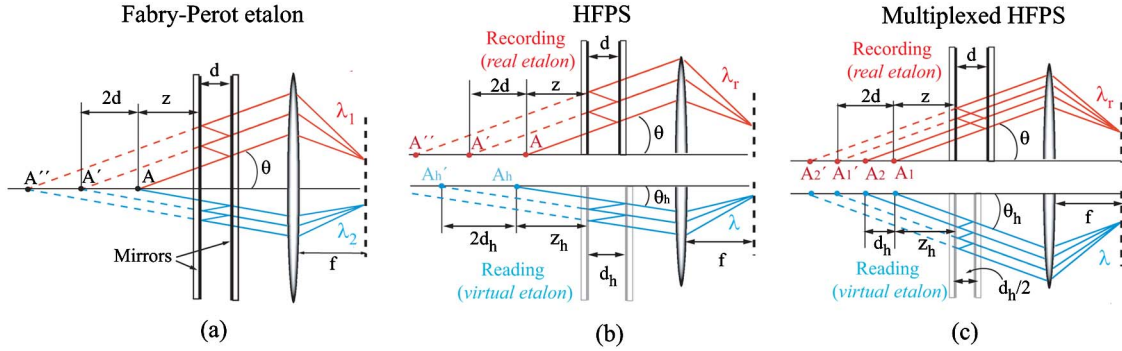 Fabry-Perot etalon
d
2d
z
λ1
A′′
A′
A
θ
λ2
Mirrors
f
(a)
HFPS
Recording
(real etalon)
d
2d
z
λr
θ
A′′
A′
A
Ah′
Ah
θh
λ
2dh
zh
dh
f
Reading
(virtual etalon)
(b)
Multiplexed HFPS
Recording
(real etalon)
d
2d
z
λr
θ
A2′
A1′
A2
A1
θh
f
dh
zh
λ
Reading
(virtual etalon)
dh/2
(c)